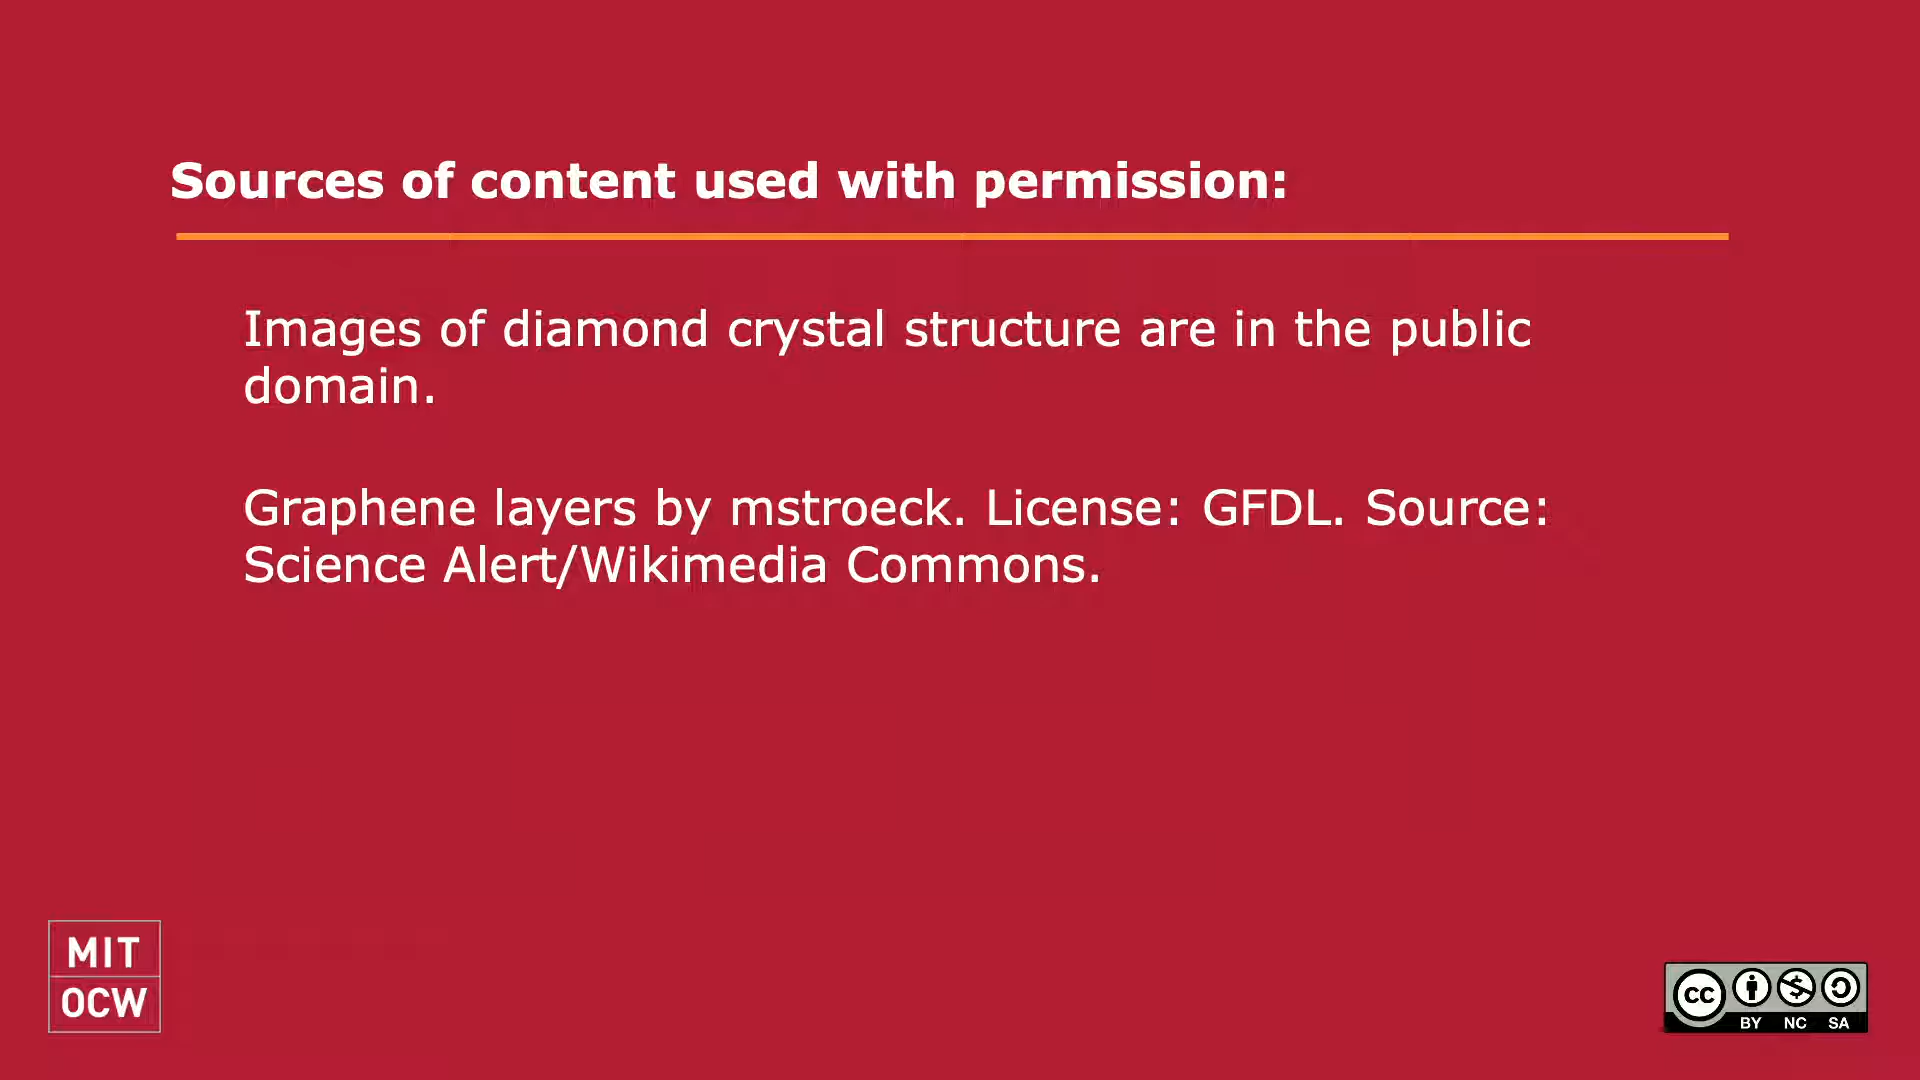 Sources of content used with permission:
Images of diamond crystal structure are in the public
domain.
Graphene layers by mstroeck. License: GFDL. Source:
Science Alert/Wikimedia Commons.
MIT
OCW
cc
BY NC SA